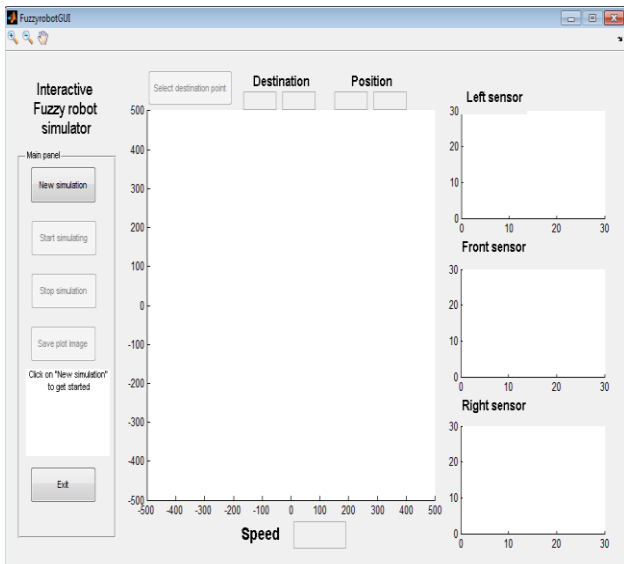 FuzzyrobotGUI
Interactive
Fuzzy robot
simulator
Main panel
New simulation
Start simulating
Stop simulation
Save plot image
Click on "New simulation"
to get started
Exit
Select destination point
Destination
Position
500
400
300
200
100
0
-100
-200
-300
-400
-500
-500 -400 -300 -200 -100 0 100 200 300 400 500
Speed
Left sensor
30
20
10
0
0 10 20 30
Front sensor
30
20
10
0
0 10 20 30
Right sensor
30
20
10
0
0 10 20 30